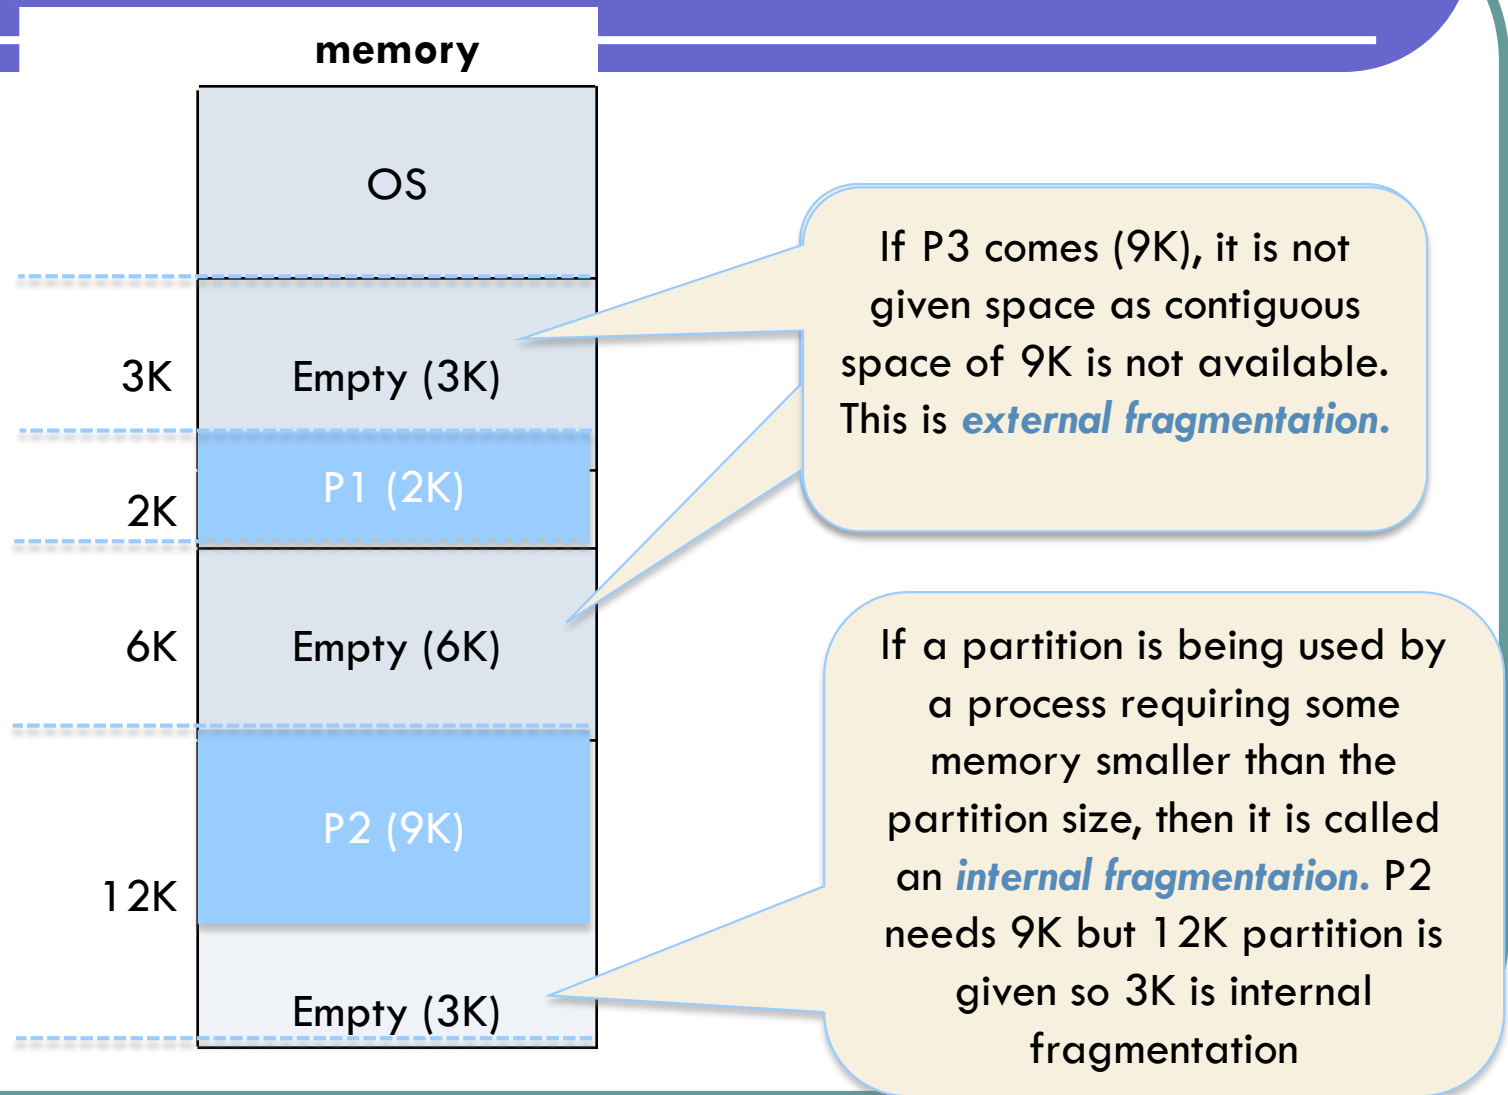 memory
OS
3K
Empty (3K)
P1 (2K)
2K
6K
Empty (6K)
P2 (9K)
12K
Empty (3K)
If P3 comes (9K), it is not
given space as contiguous
space of 9K is not available.
This is external fragmentation.
If a partition is being used by
a process requiring some
memory smaller than the
partition size, then it is called
an internal fragmentation. P2
needs 9K but 12K partition is
given so 3K is internal
fragmentation